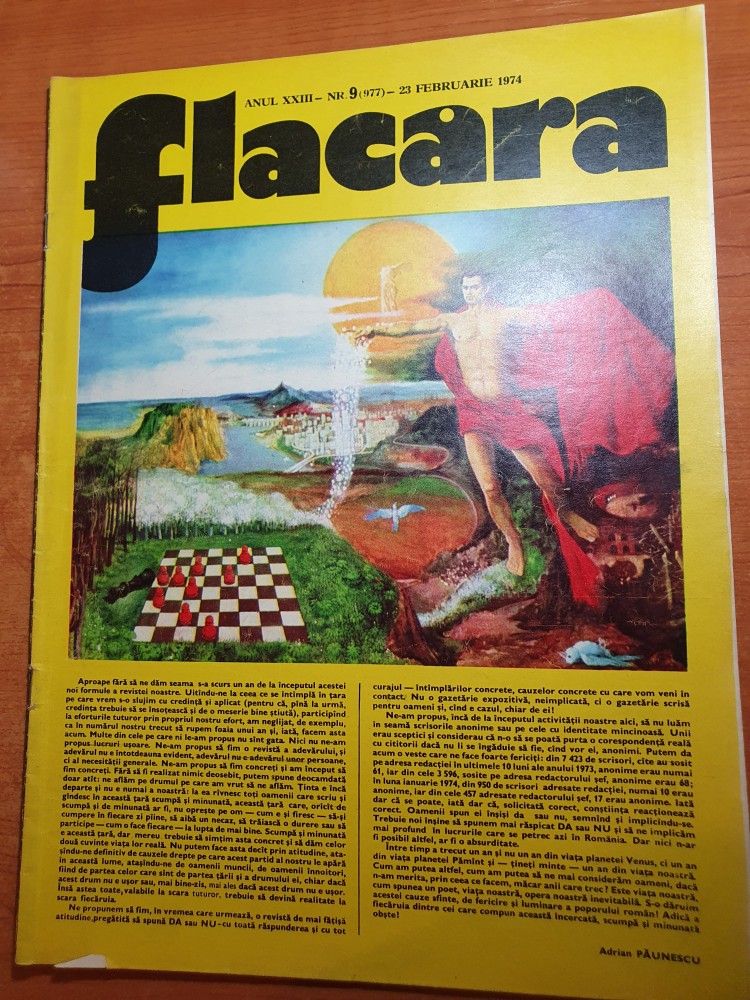 ANUL XXIII – NR. 9 (977) – 23 FEBRUARIE 1974
flacăra
Aproape fără să ne dăm seama s-a scurs un an de la începutul acestei
noi formule a revistei noastre. Uitîndu-ne la ceea ce se întîmplă în țara
pe care vrem s-o slujim cu credință și aplicat (pentru că, pînă la urmă,
credința trebuie să se însoțească și de o meserie bine știută), participînd
la eforturile tuturor prin propriul nostru efort, am neglijat, de exemplu,
ca în numărul nostru trecut să rupem foaia unui an și, iată, facem asta
acum. Multe din cele pe care ni le-am propus nu sînt gata. Nici nu ne-am
propus lucruri ușoare. Ne-am propus să fim o revistă a adevărului, și
adevărul nu e întotdeauna evident, adevărul nu e adevărul unor persoane,
ci al necesității generale. Ne-am propus să fim concreți și am început să
fim concreți. Fără să fi realizat nimic deosebit, putem spune deocamdată
doar atît: ne aflăm pe drumul pe care am vrut să ne aflăm. Ținta e încă
departe și nu e numai a noastră: la ea rîvnesc toți oamenii care scriu și
gîndesc în această țară scumpă și minunată, această țară care, oricît de
scumpă și de minunată ar fi, nu oprește pe om — cum e și firesc — să-și
cumpere în fiecare zi pîine, să aibă un necaz, să trăiască o durere sau să
participe — cum o face fiecare — la lupta de mai bine. Scumpă și minunată
e această țară, dar mereu trebuie să simțim asta concret și să dăm celor
două cuvinte viața lor reală. Nu putem face asta decît prin atitudine, ata-
șîndu-ne definitiv de cauzele drepte pe care acest partid al nostru le apără
în această lume, atașîndu-ne de oamenii muncii, de oamenii înnoitori,
fiind de partea celor care sînt de partea țării și a drumului ei, chiar dacă
acest drum nu e ușor sau, mai bine-zis, mai ales dacă acest drum nu e ușor.
Însă astea toate, valabile la scara tuturor, trebuie să devină realitate la
scara fiecăruia.
Ne propunem să fim, în vremea care urmează, o revistă de mai fățișă
atitudine, pregătită să spună DA sau NU – cu toată răspunderea și cu tot
curajul — întîmplărilor concrete, cauzelor concrete cu care vom veni în
contact. Nu o gazetărie expozitivă, neimplicată, ci o gazetărie scrisă
pentru oameni și, cînd e cazul, chiar de ei!
Ne-am propus, încă de la începutul activității noastre aici, să nu luăm
în seamă scrisorile anonime sau pe cele cu identitate mincinoasă. Unii
erau sceptici și considerau că n-o să se poată purta o corespondență reală
cu cititorii dacă nu li se îngăduie să fie, cînd vor ei, anonimi. Putem da
acum o veste care ne face foarte fericiți: din 7 423 de scrisori, cîte au sosit
pe adresa redacției în ultimele 10 luni ale anului 1973, anonime erau numai
61, iar din cele 3 596, sosite pe adresa redactorului șef, anonime erau 68;
în luna ianuarie 1974, din 950 de scrisori adresate redacției, numai 10 erau
anonime, iar din cele 457 adresate redactorului șef, 17 erau anonime. Iată
dar că se poate, iată dar că, solicitată corect, conștiința reacționează
corect. Oamenii spun ei înșiși da sau nu, semnînd și implicîndu-se.
Trebuie noi înșine să spunem mai răspicat DA sau NU și să ne implicăm
mai profund în lucrurile care se petrec azi în România. Dar nici n-ar
fi posibil altfel, ar fi o absurditate.
Între timp a trecut un an și nu un an din viața planetei Venus, ci un an
din viața planetei Pămînt și — țineți minte — un an din viața noastră.
Cum am putea altfel, cum am putea să ne mai considerăm oameni, dacă
n-am merita, prin ceea ce facem, măcar anii care trec? Este viața noastră,
cum spunea un poet, viața noastră, opera noastră inevitabilă. S-o dăruim
acestei cauze sfinte, de fericire și luminare a poporului român! Adică a
fiecăruia dintre cei care compun această încercată, scumpă și minunată
obște!
Adrian PĂUNESCU